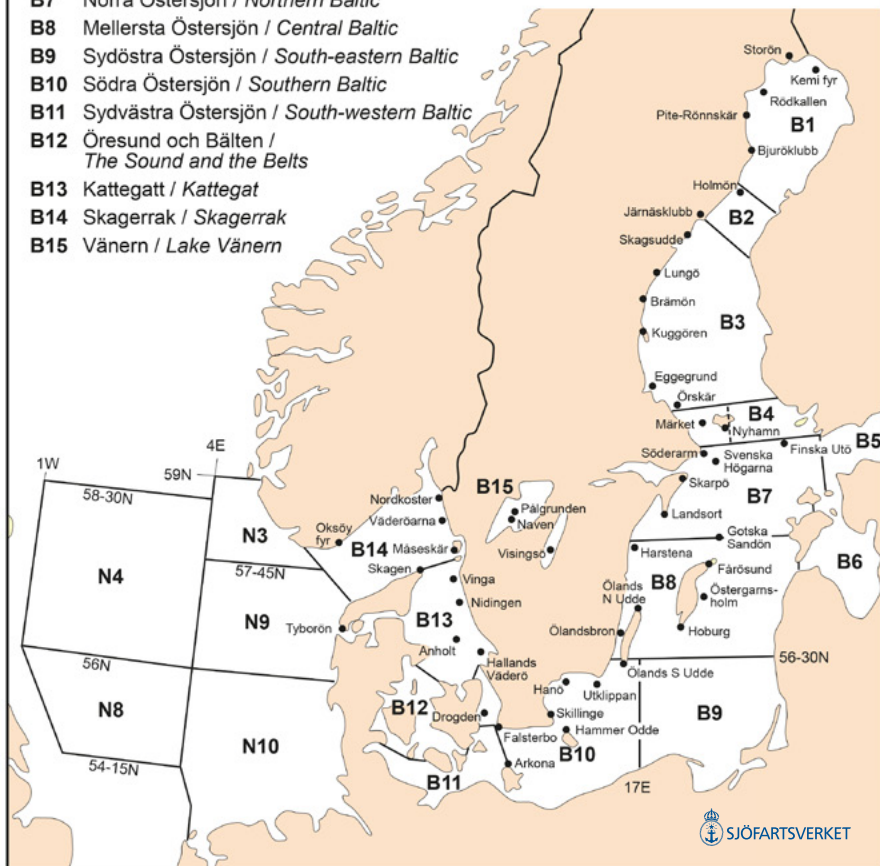 B7 Norra Östersjön / Northern Baltic
B8 Mellersta Östersjön / Central Baltic
B9 Sydöstra Östersjön / South-eastern Baltic
B10 Södra Östersjön / Southern Baltic
B11 Sydvästra Östersjön / South-western Baltic
B12 Öresund och Bälten /
The Sound and the Belts
B13 Kattegatt / Kattegat
B14 Skagerrak / Skagerrak
B15 Vänern / Lake Vänern
Storön
Kemi fyr
Rödkallen
Pite-Rönnskär
B1
Bjuröklubb
Holmön
Järnäsklubb
B2
Skagsudde
Lungö
Brämön
B3
Kuggören
Eggegrund
Örskär
B4
Märket
Nyhamn
B5
Finska Utö
Söderarm
Svenska
Högarna
Skarpö
B7
Landsort
Gotska
Sandön
Harstena
B6
Fårösund
B8
Östergarns-
holm
Ölands
N Udde
Ölandsbron
Hoburg
56-30N
Ölands S Udde
1W
4E
59N
58-30N
N3
57-45N
N4
N9
56N
N8
N10
54-15N
Nordkoster
Väderöarna
B15
Pålgrunden
Naven
Visingsö
Oksöy
fyr
B14
Måseskär
Skagen
Vinga
Nidingen
B13
Tyborön
Anholt
Hallands
Väderö
Hanö
Utklippan
B12
Drogden
Skillinge
B9
Falsterbo
Hammer Odde
B10
Arkona
B11
17E
SJÖFARTSVERKET